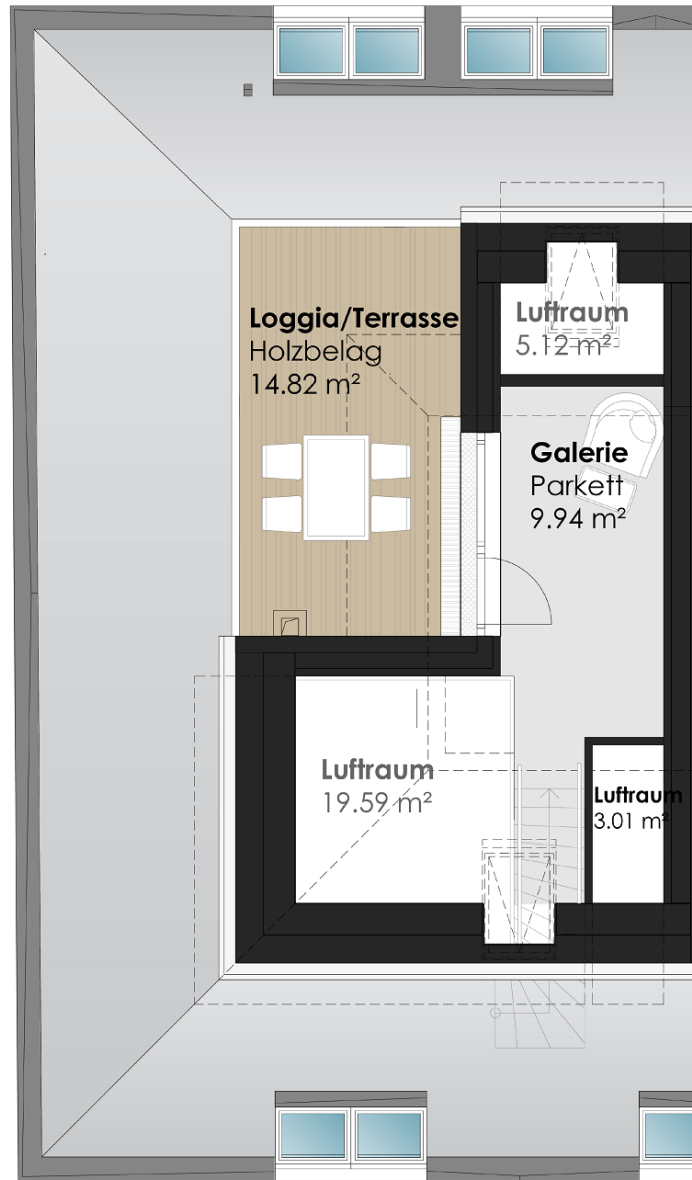 Luftraum
5.12 m²
Loggia/Terrasse
Holzbelag
14.82 m²
Galerie
Parkett
9.94 m²
Luftraum
19.59 m²
Luftraum
3.01 m²